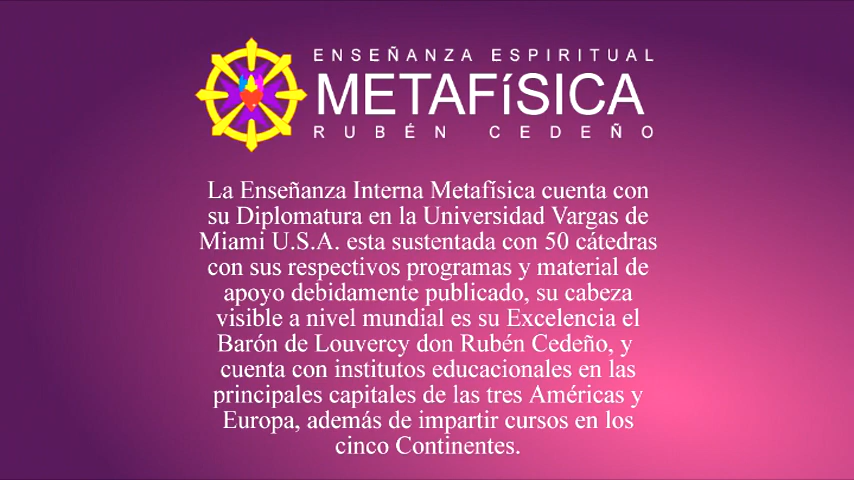 ENSEÑANZA ESPIRITUAL
METAFíSICA
RUBÉN CEDEÑO
La Enseñanza Interna Metafísica cuenta con
su Diplomatura en la Universidad Vargas de
Miami U.S.A. esta sustentada con 50 cátedras
con sus respectivos programas y material de
apoyo debidamente publicado, su cabeza
visible a nivel mundial es su Excelencia el
Barón de Louvercy don Rubén Cedeño, y
cuenta con institutos educacionales en las
principales capitales de las tres Américas y
Europa, además de impartir cursos en los
cinco Continentes.